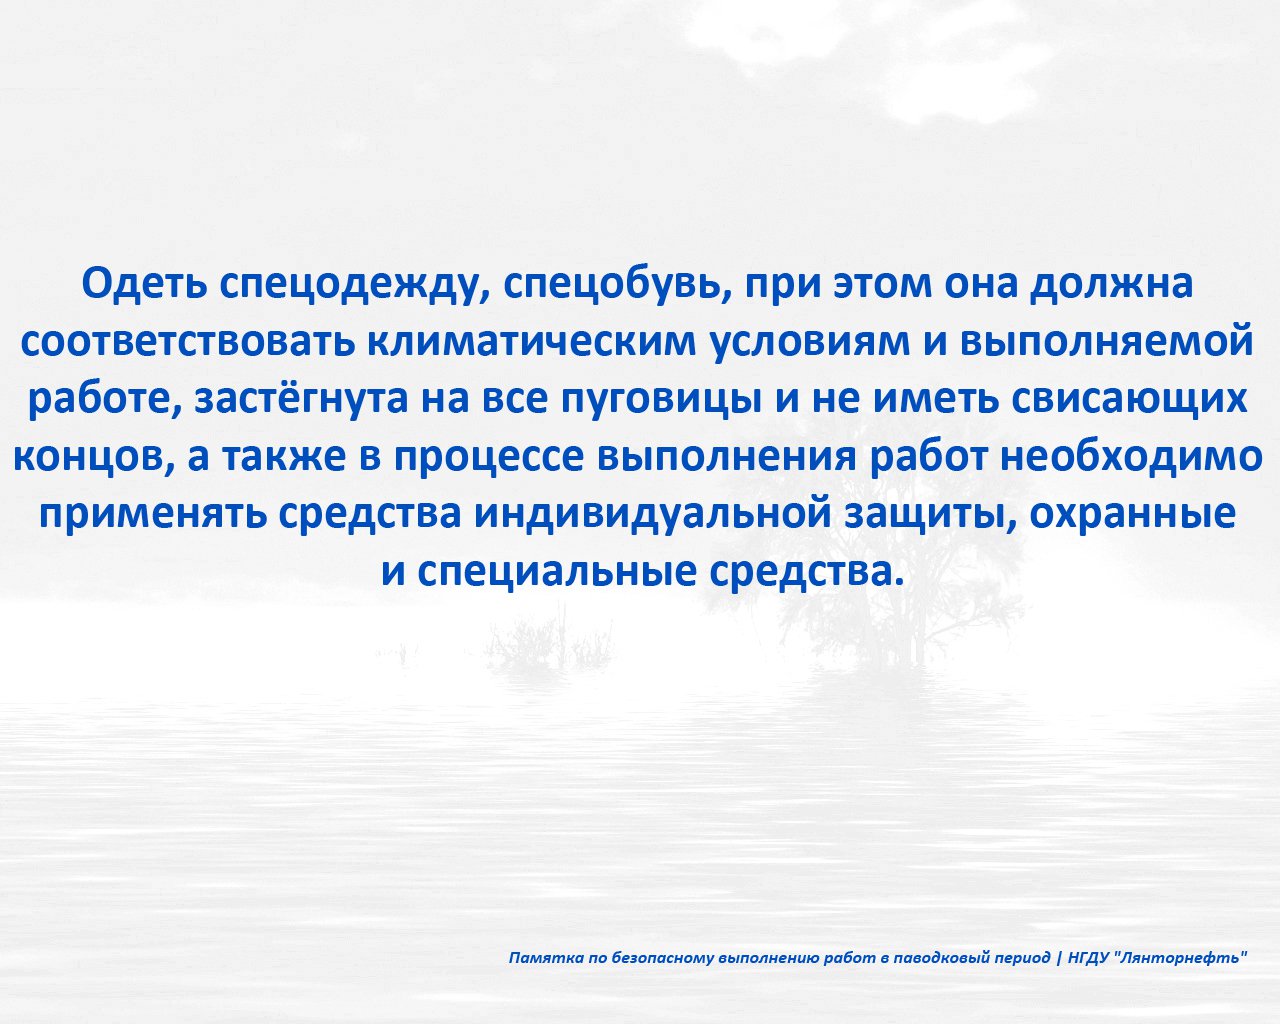 Одеть спецодежду, спецобувь, при этом она должна
соответствовать климатическим условиям и выполняемой
работе, застёгнута на все пуговицы и не иметь свисающих
концов, а также в процессе выполнения работ необходимо
применять средства индивидуальной защиты, охранные
и специальные средства.
Памятка по безопасному выполнению работ в паводковый период | НГДУ "Лянторнефть"